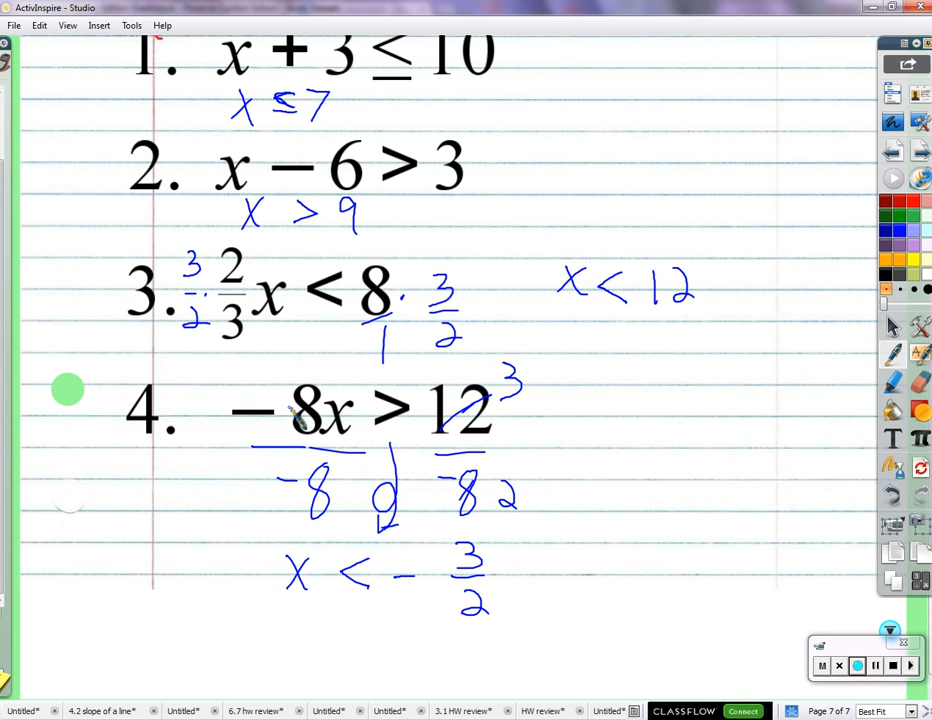 ActivInspire - Studio
File Edit View Insert Tools Help
1. x + 3 ≤ 10
x ≤ 7
2. x − 6 > 3
x > 9
3. 3/2 · 2/3 x < 8/1 · 3/2 x < 12
4. −8x > 12 3
-8 -8 2
x < - 3/2
Untitled* 4.2 slope of a line* Untitled* 6.7 hw review* Untitled* Untitled* 3.1 HW review* HW review* Untitled* CLASSFLOW Connect Page 7 of 7 Best Fit